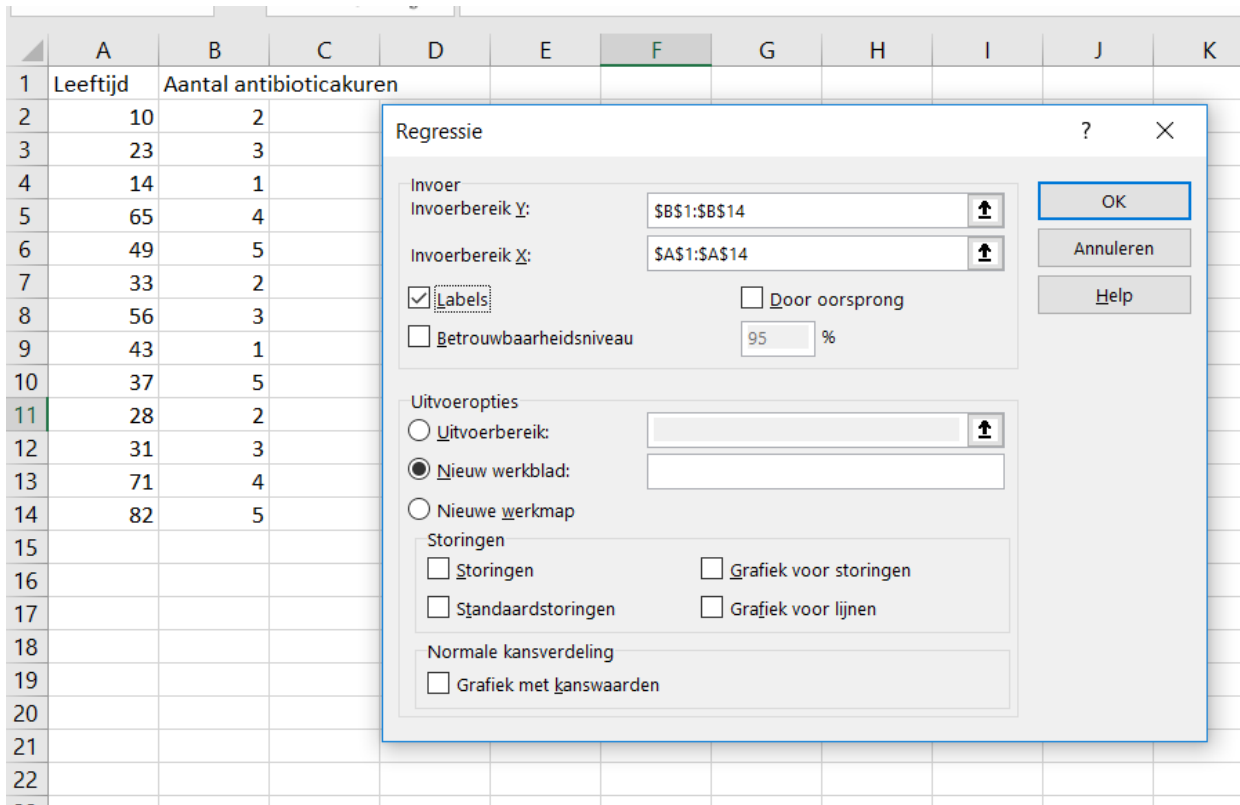 A B C D E F G H I J K
1 Leeftijd Aantal antibioticakuren
2 10 2
3 23 3
4 14 1
5 65 4
6 49 5
7 33 2
8 56 3
9 43 1
10 37 5
11 28 2
12 31 3
13 71 4
14 82 5
15
16
17
18
19
20
21
22
Regressie ? ×
Invoer
Invoerbereik Y: $B$1:$B$14
Invoerbereik X: $A$1:$A$14
Labels Door oorsprong
Betrouwbaarheidsniveau 95 %
OK
Annuleren
Help
Uitvoeropties
Uitvoerbereik:
Nieuw werkblad:
Nieuwe werkmap
Storingen
Storingen Grafiek voor storingen
Standaardstoringen Grafiek voor lijnen
Normale kansverdeling
Grafiek met kanswaarden